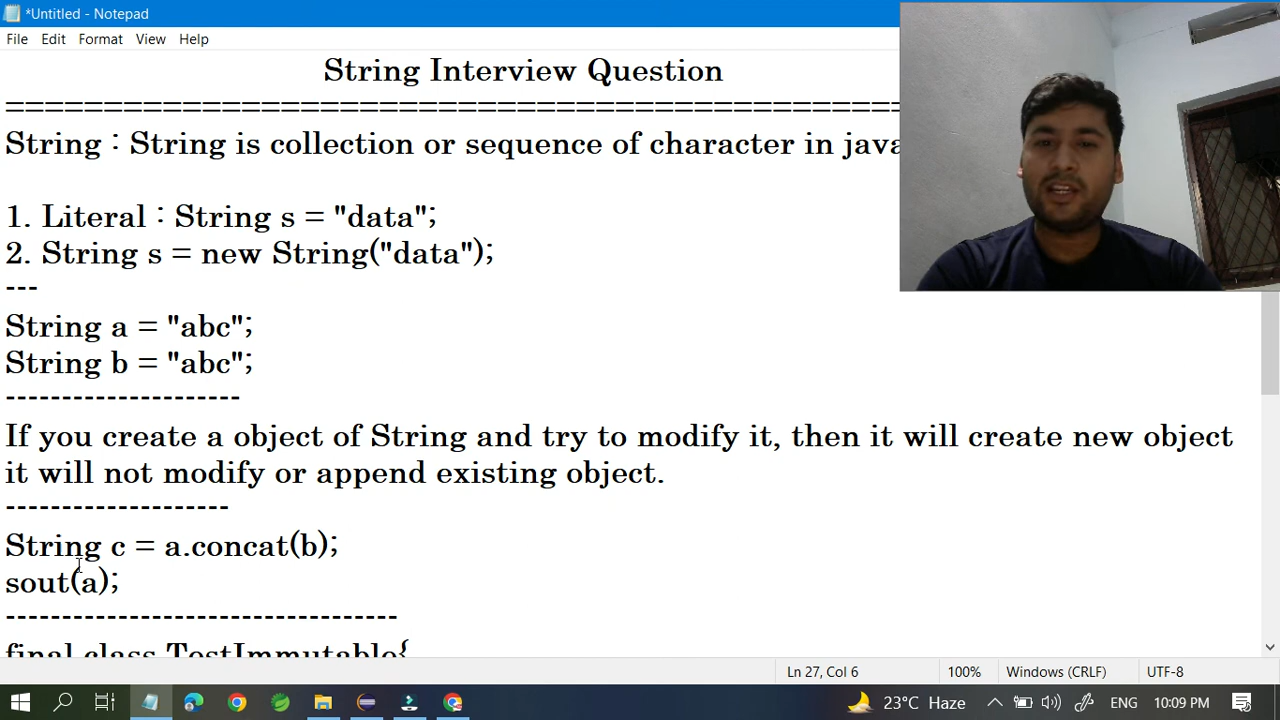 *Untitled - Notepad
File Edit Format View Help
String Interview Question
================================================
String : String is collection or sequence of character in java
1. Literal : String s = "data";
2. String s = new String("data");
---
String a = "abc";
String b = "abc";
---------------------
If you create a object of String and try to modify it, then it will create new object
it will not modify or append existing object.
--------------------
String c = a.concat(b);
sout(a);
-----------------------------------
final class TestImmutable{
Ln 27, Col 6 100% Windows (CRLF) UTF-8
23°C Haze ENG 10:09 PM